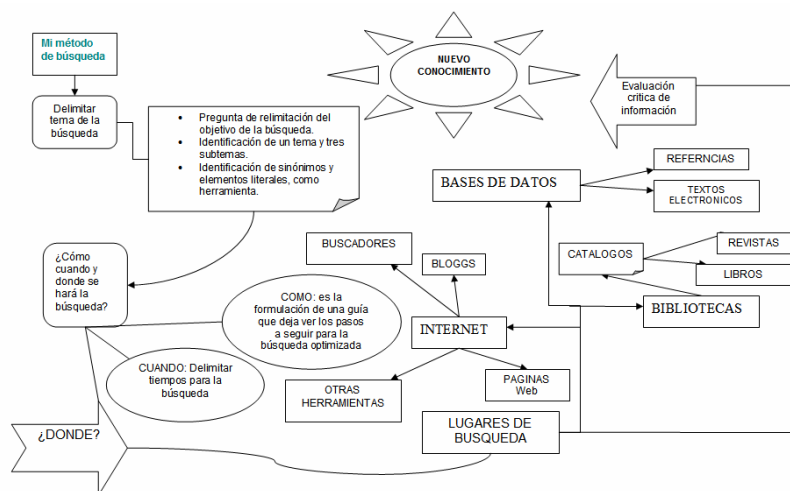 Mi método
de búsqueda
Delimitar
tema de la
búsqueda
• Pregunta de relimitación del
objetivo de la búsqueda.
• Identificación de un tema y tres
subtemas.
• Identificación de sinónimos y
elementos literales, como
herramienta.
NUEVO
CONOCIMIENTO
Evaluación
critica de
información
BASES DE DATOS
REFERNCIAS
TEXTOS
ELECTRONICOS
¿Cómo
cuando y
donde se
hará la
búsqueda?
BUSCADORES
BLOGGS
CATALOGOS
REVISTAS
LIBROS
BIBLIOTECAS
COMO: es la
formulación de una guía
que deja ver los pasos
a seguir para la
búsqueda optimizada
INTERNET
CUANDO: Delimitar
tiempos para la
búsqueda
OTRAS
HERRAMIENTAS
PAGINAS
Web
¿DONDE?
LUGARES DE
BUSQUEDA